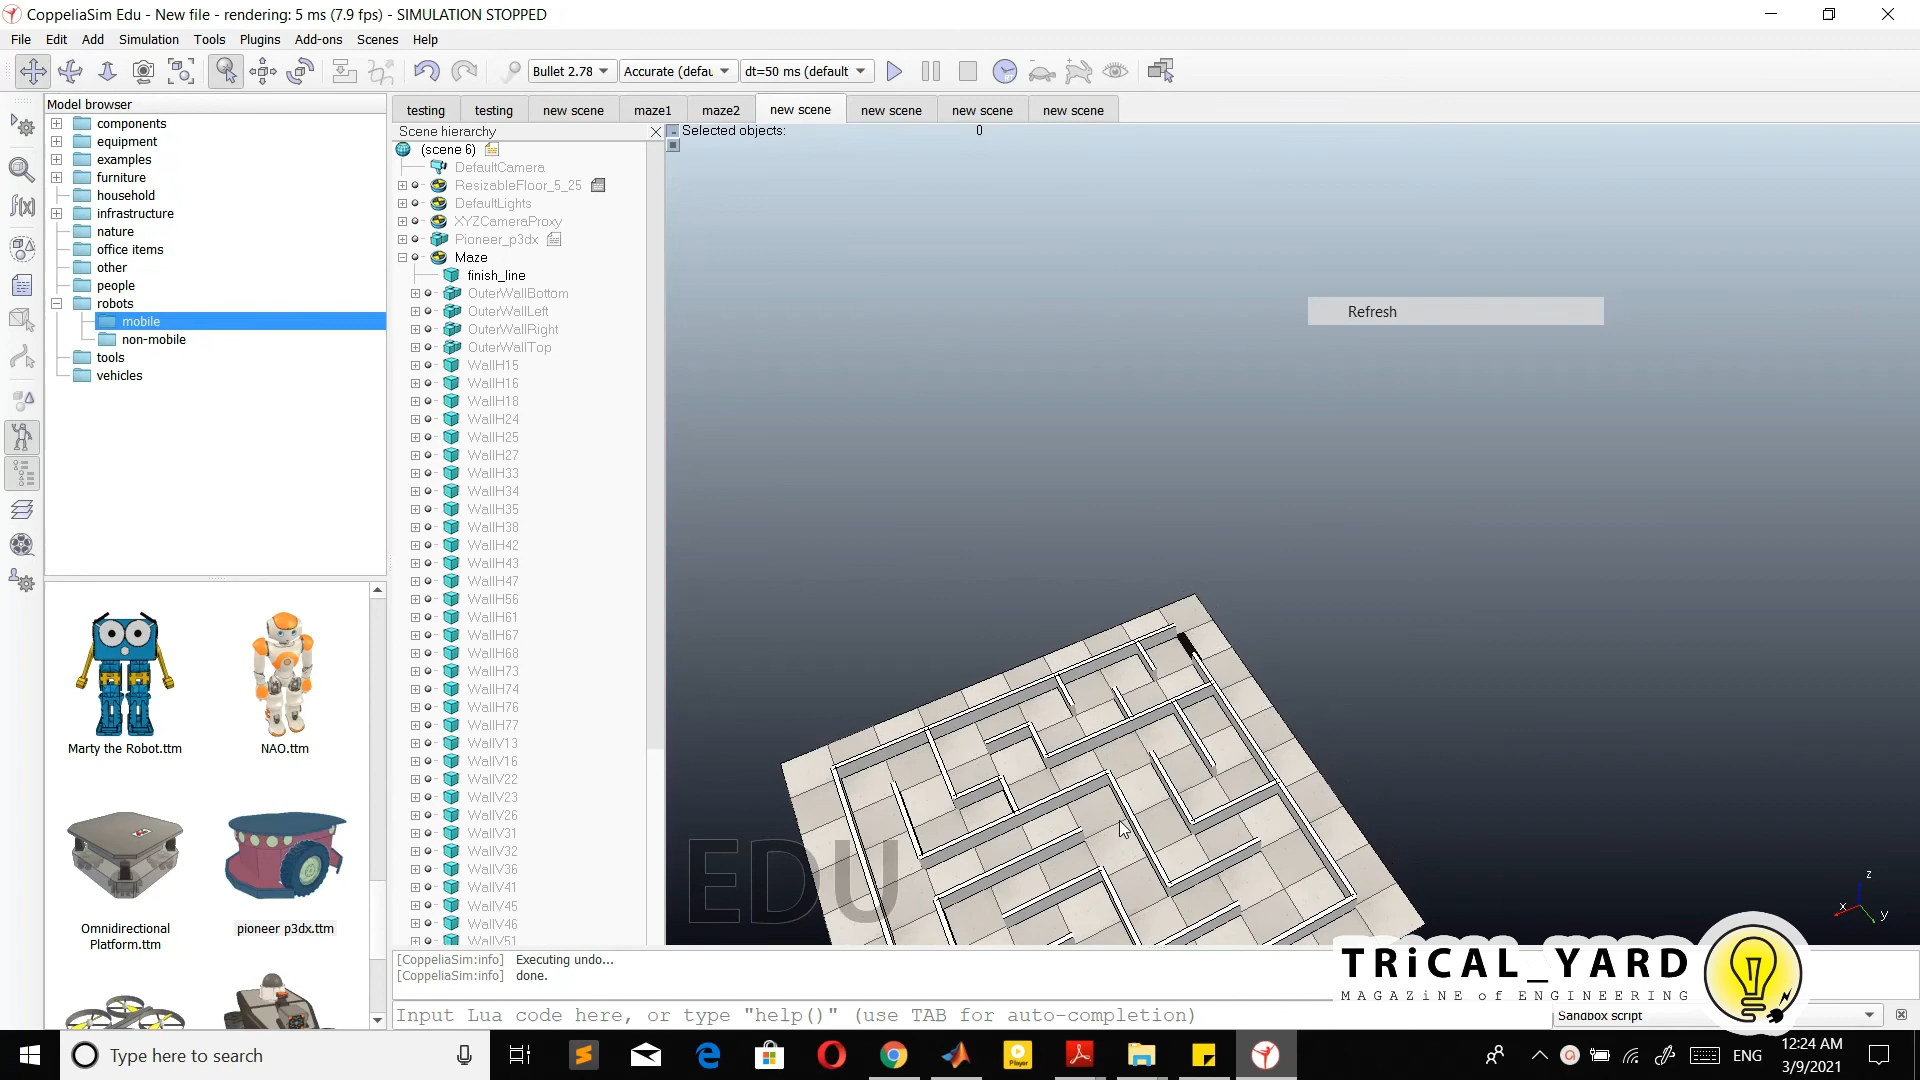 CoppeliaSim Edu - New file - rendering: 5 ms (7.9 fps) - SIMULATION STOPPED
File Edit Add Simulation Tools Plugins Add-ons Scenes Help
Bullet 2.78 Accurate (defau dt=50 ms (default
Model browser
components
equipment
examples
furniture
household
infrastructure
nature
office items
other
people
robots
mobile
non-mobile
tools
vehicles
Marty the Robot.ttm
NAO.ttm
Omnidirectional
Platform.ttm
pioneer p3dx.ttm
testing testing new scene maze1 maze2 new scene new scene new scene new scene
Scene hierarchy
(scene 6)
DefaultCamera
ResizableFloor_5_25
DefaultLights
XYZCameraProxy
Pioneer_p3dx
Maze
finish_line
OuterWallBottom
OuterWallLeft
OuterWallRight
OuterWallTop
WallH15
WallH16
WallH18
WallH24
WallH25
WallH27
WallH33
WallH34
WallH35
WallH38
WallH42
WallH43
WallH47
WallH56
WallH61
WallH67
WallH68
WallH73
WallH74
WallH76
WallH77
WallV13
WallV16
WallV22
WallV23
WallV26
WallV31
WallV32
WallV36
WallV41
WallV45
WallV46
WallV51
Selected objects: 0
Refresh
EDU
x y z
[CoppeliaSim:info] Executing undo...
[CoppeliaSim:info] done.
Input Lua code here, or type "help()" (use TAB for auto-completion)
Sandbox script
TRiCAL_YARD
MAGAZiNE of ENGINEERING
Type here to search
Player
ENG
12:24 AM
3/9/2021